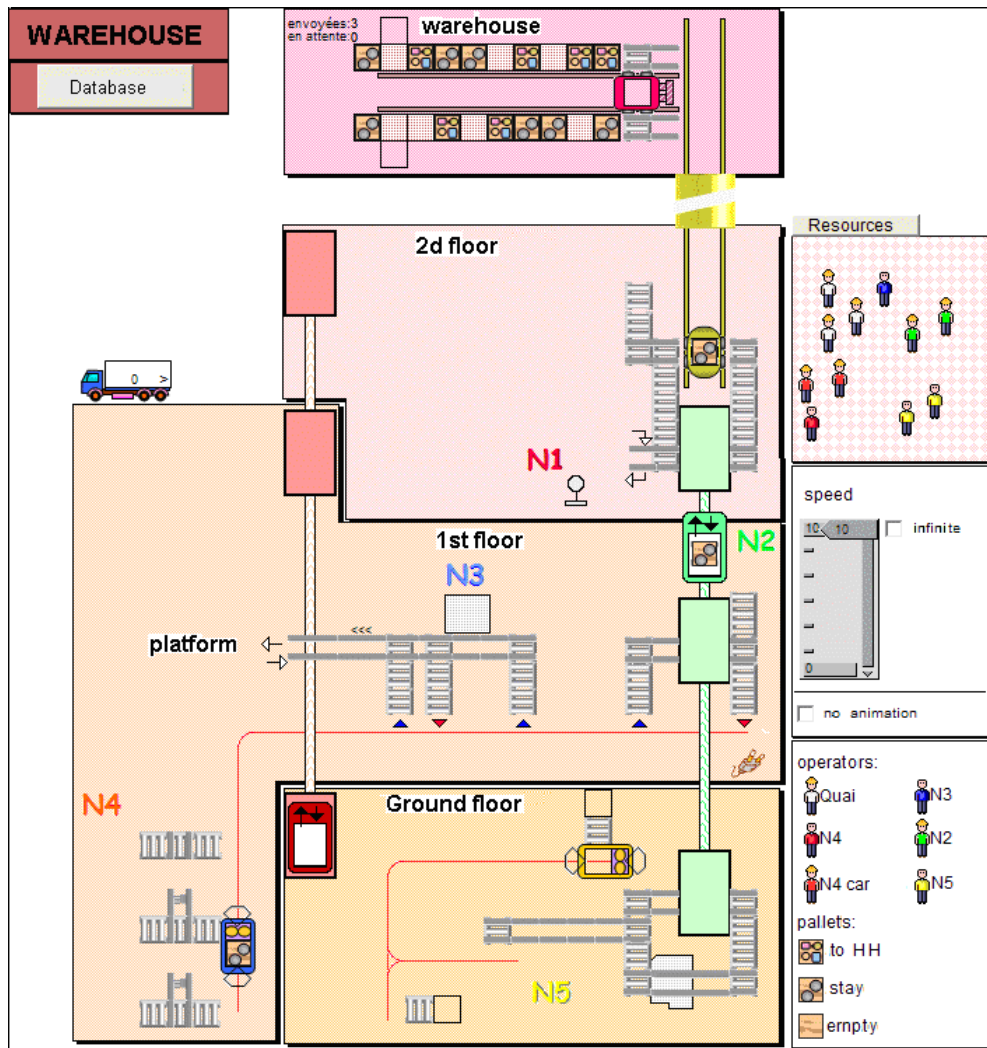 WAREHOUSE
Database
envoyées:3
en attente:0
warehouse
2d floor
Resources
0 >
N1
speed
10 10 infinite
0
1st floor
N2
N3
<<<
platform
no animation
N4
Ground floor
N5
operators:
Quai N3
N4 N2
N4 car N5
pallets:
to HH
stay
empty